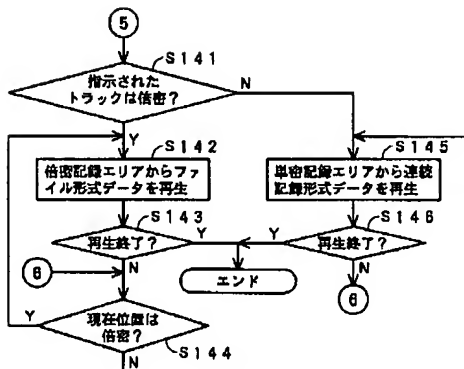 5
S141
指示された
トラックは倍密?
N
Y
S142
S145
倍密記録エリアからファ
イル形式データを再生
単密記録エリアから連続
記録形式データを再生
S143
S146
再生終了?
Y
Y
再生終了?
6
N
エンド
N
6
Y
現在位置は
倍密?
N
S144